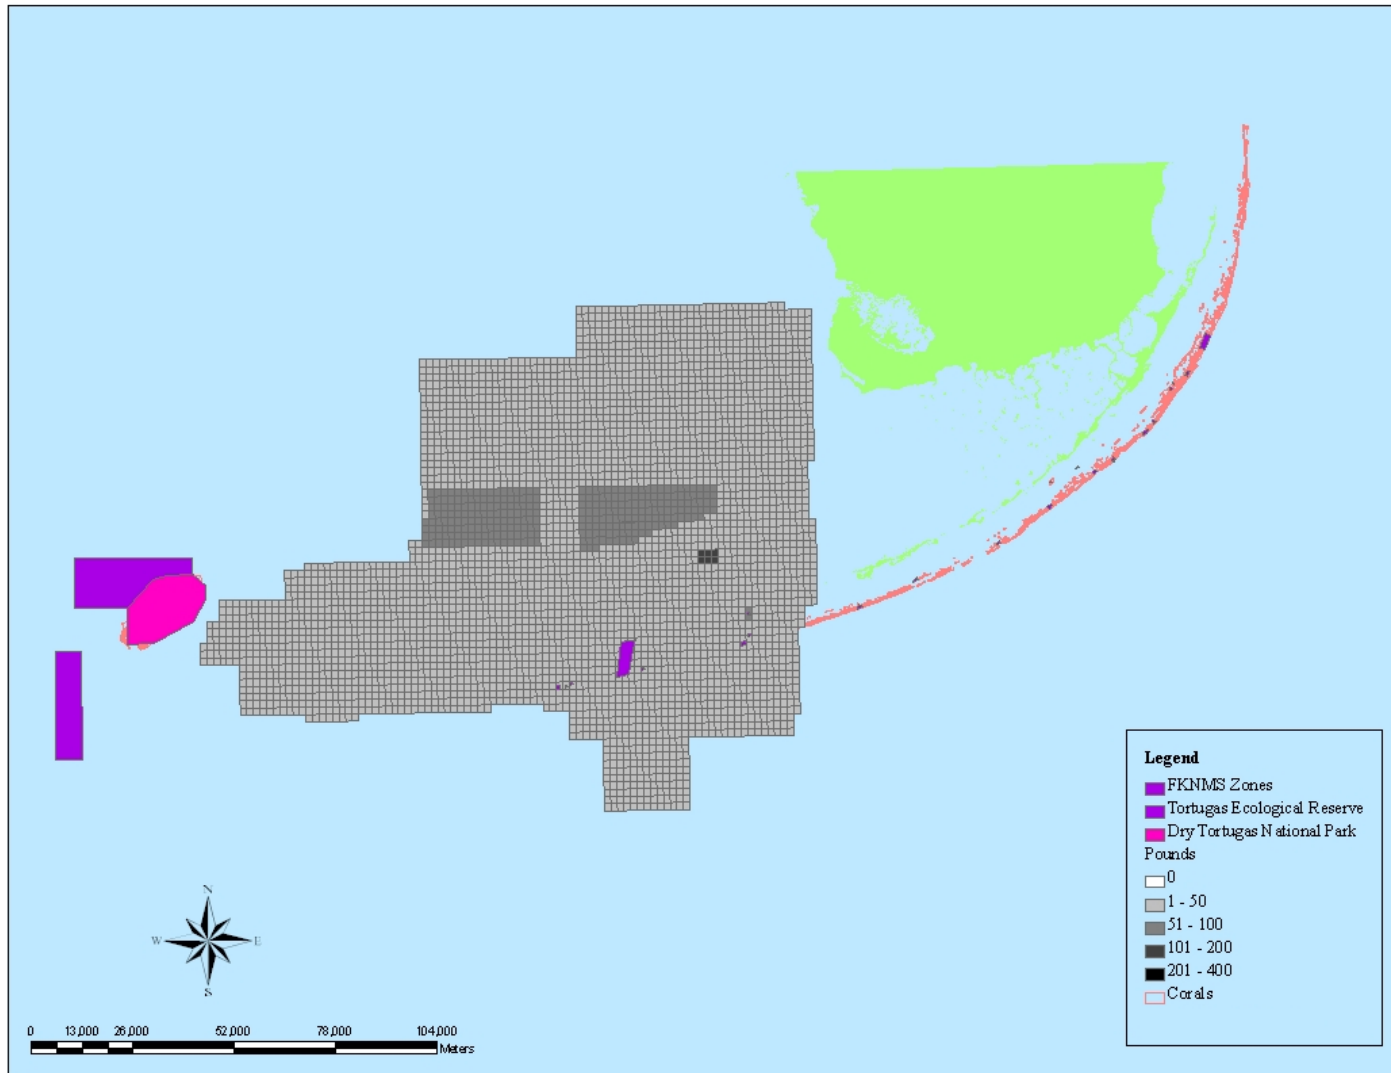 Legend
FKNMS Zones
Tortugas Ecological Reserve
Dry Tortugas National Park
Pounds
0
1 - 50
51 - 100
101 - 200
201 - 400
Corals
N
W E
S
0 13,000 26,000 52,000 78,000 104,000
Meters